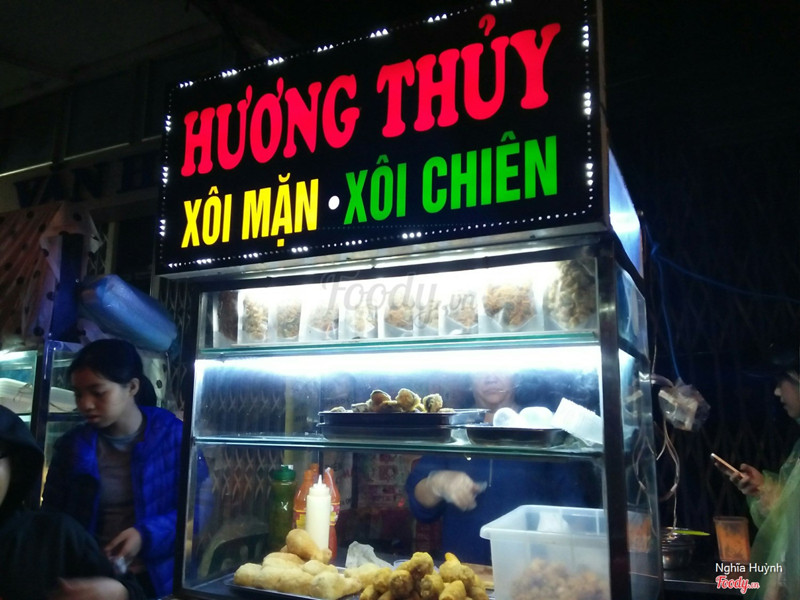 HƯƠNG THỦY
XÔI MẶN • XÔI CHIÊN
Foody.vn
Nghĩa Huỳnh
Foody.vn